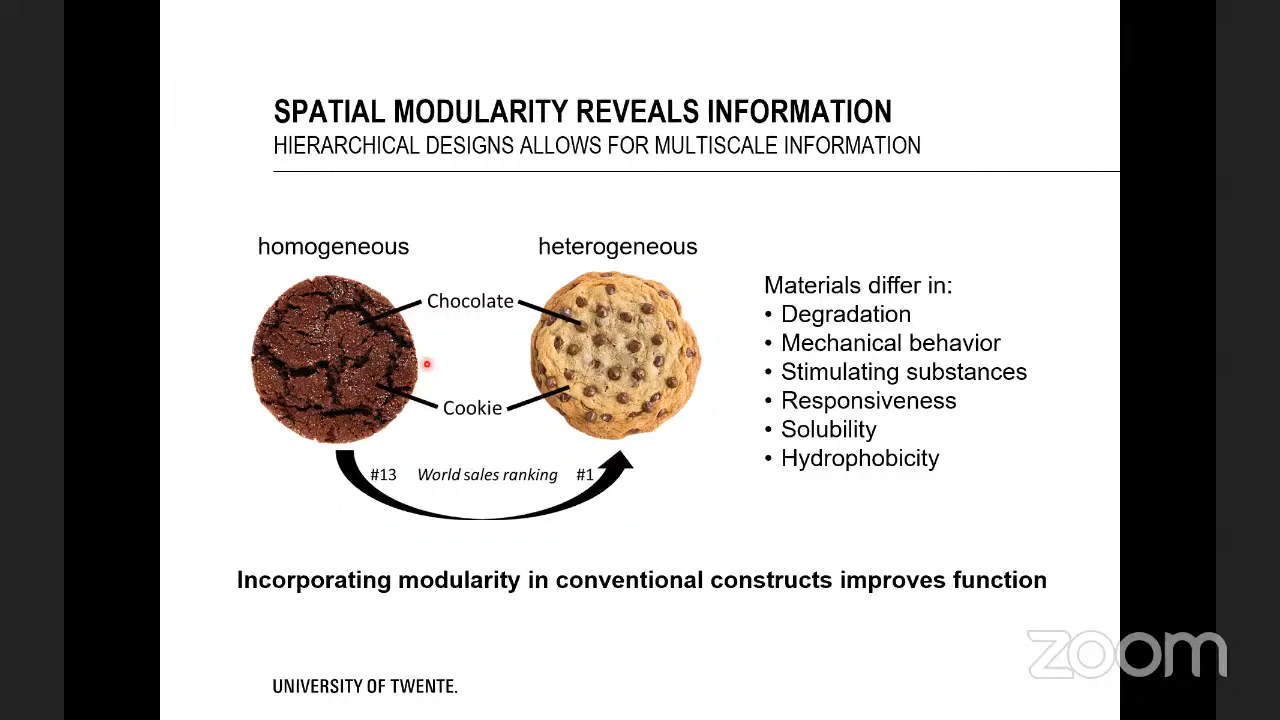 SPATIAL MODULARITY REVEALS INFORMATION
HIERARCHICAL DESIGNS ALLOWS FOR MULTISCALE INFORMATION
homogeneous
heterogeneous
Chocolate
Cookie
#13 World sales ranking #1
Materials differ in:
• Degradation
• Mechanical behavior
• Stimulating substances
• Responsiveness
• Solubility
• Hydrophobicity
Incorporating modularity in conventional constructs improves function
zoom
UNIVERSITY OF TWENTE.